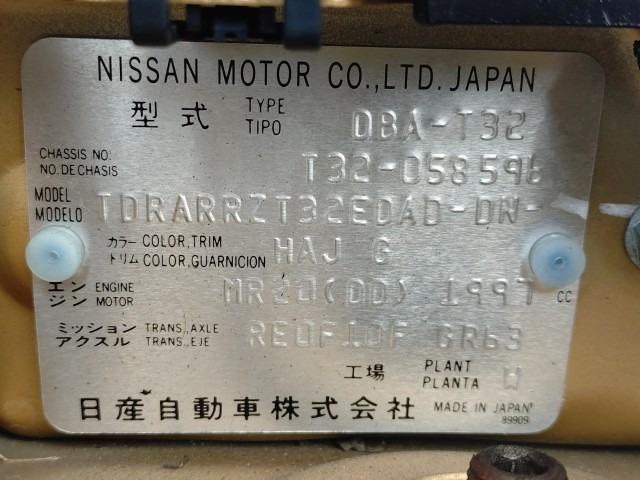 NISSAN MOTOR CO.,LTD. JAPAN
型式 TYPE TIPO DBA-T32
CHASSIS NO: NO.DE CHASIS T32-058596
MODEL MODELO TDRARRZT32EDAD-DN-
カラー COLOR,TRIM トリム COLOR,GUARNICION HAJ G
エンジン ENGINE MOTOR MR20(DD) 1997 CC
ミッション TRANS.,AXLE アクスル TRANS.,EJE RE0F10F GR63
工場 PLANT PLANTA W
日産自動車株式会社 MADE IN JAPAN
89909